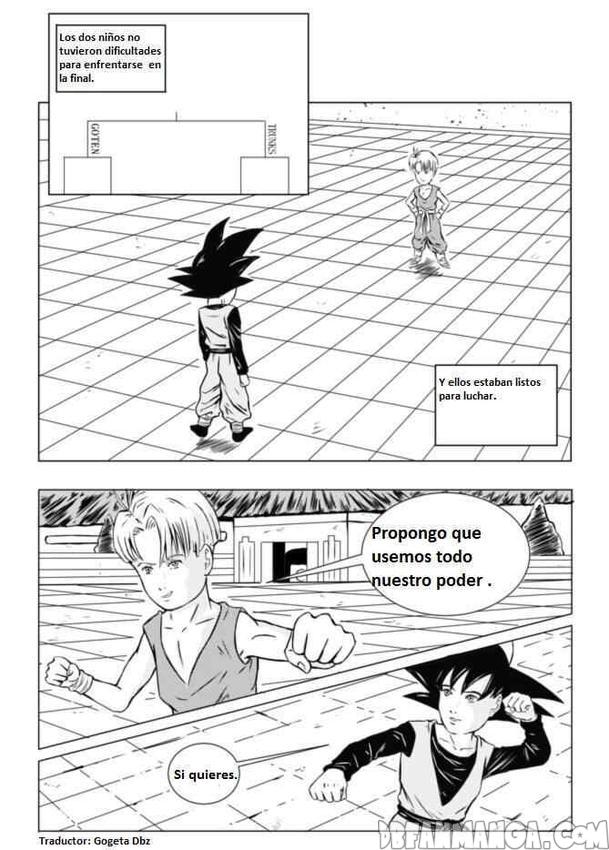 Los dos niños no
tuvieron dificultades
para enfrentarse en
la final.
GOTEN
TRUNKS
Y ellos estaban listos
para luchar.
Propongo que
usemos todo
nuestro poder .
Si quieres.
Traductor: Gogeta Dbz
DBFANMANGA.COM